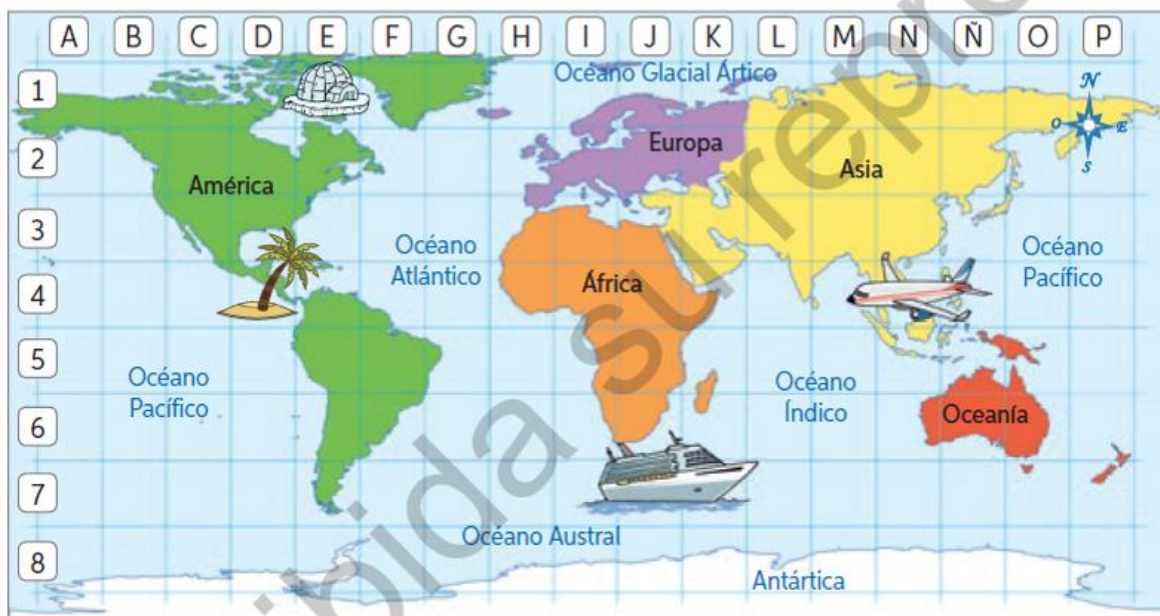 A B C D E F G H I J K L M N Ñ O P
1
Océano Glacial Ártico
N
O E
S
2
Europa
América
Asia
3
Océano
Atlántico
Océano
Pacífico
4
África
5
Océano
Pacífico
Océano
Índico
6
Oceanía
7
Océano Austral
8
Antártica